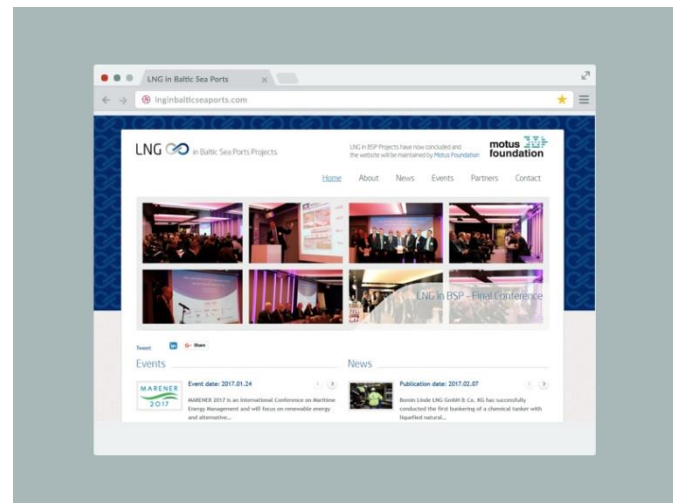 LNG in Baltic Sea Ports
lnginbalticseaports.com
LNG in Baltic Sea Ports Projects
LNG in BSP Projects have now concluded and
the website will be maintained by Motus Foundation
motus
foundation
Home About News Events Partners Contact
LNG in BSP - Final Conference
Tweet
in
G+ Share
Events
News
MARENER
2017
Event date: 2017.01.24
MARENER 2017 is an International Conference on Maritime
Energy Management and will focus on renewable energy
and alternative...
Publication date: 2017.02.07
Bomin Linde LNG GmbH & Co. KG has successfully
conducted the first bunkering of a chemical tanker with
liquefied natural...